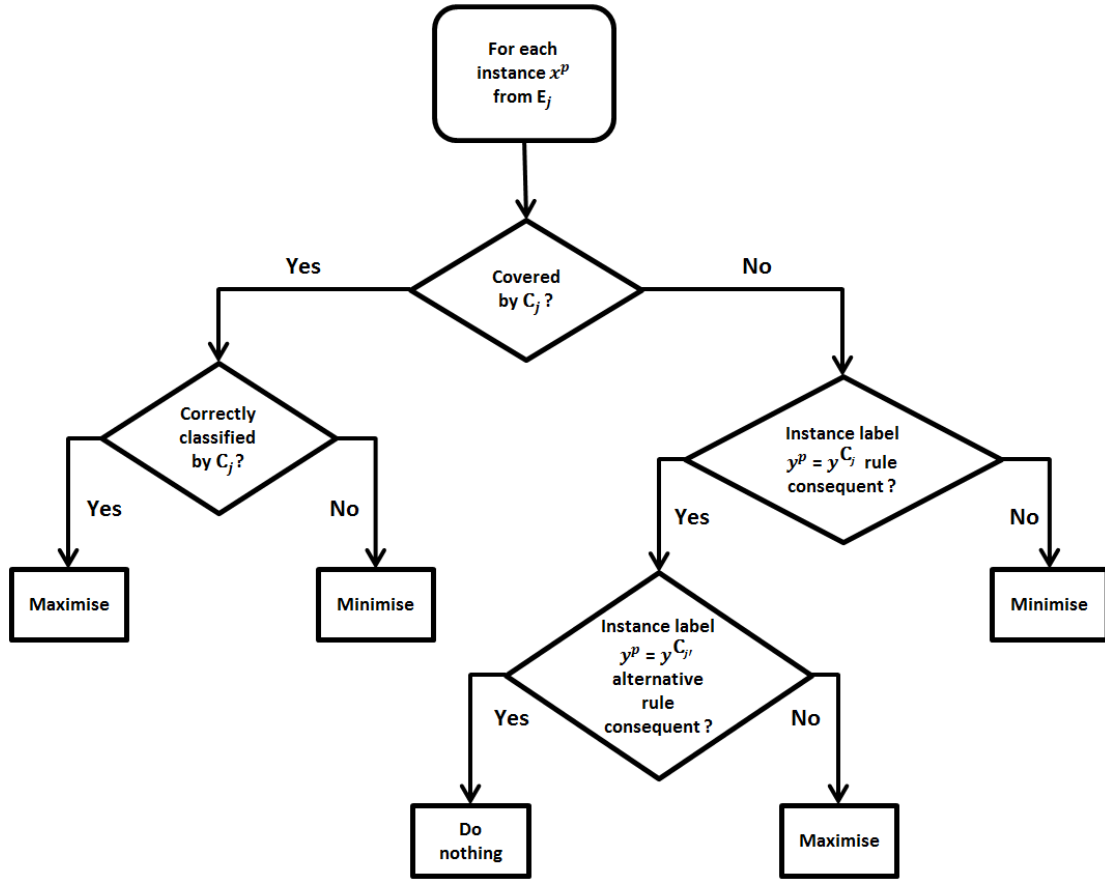 For each
instance x^p
from E_j
Yes
No
Covered
by C_j ?
Correctly
classified
by C_j?
Instance label
y^p = y^{C_j} rule
consequent ?
Yes
No
Yes
No
Maximise
Minimise
Minimise
Instance label
y^p = y^{C_{j'}}
alternative
rule
consequent ?
Yes
No
Do
nothing
Maximise